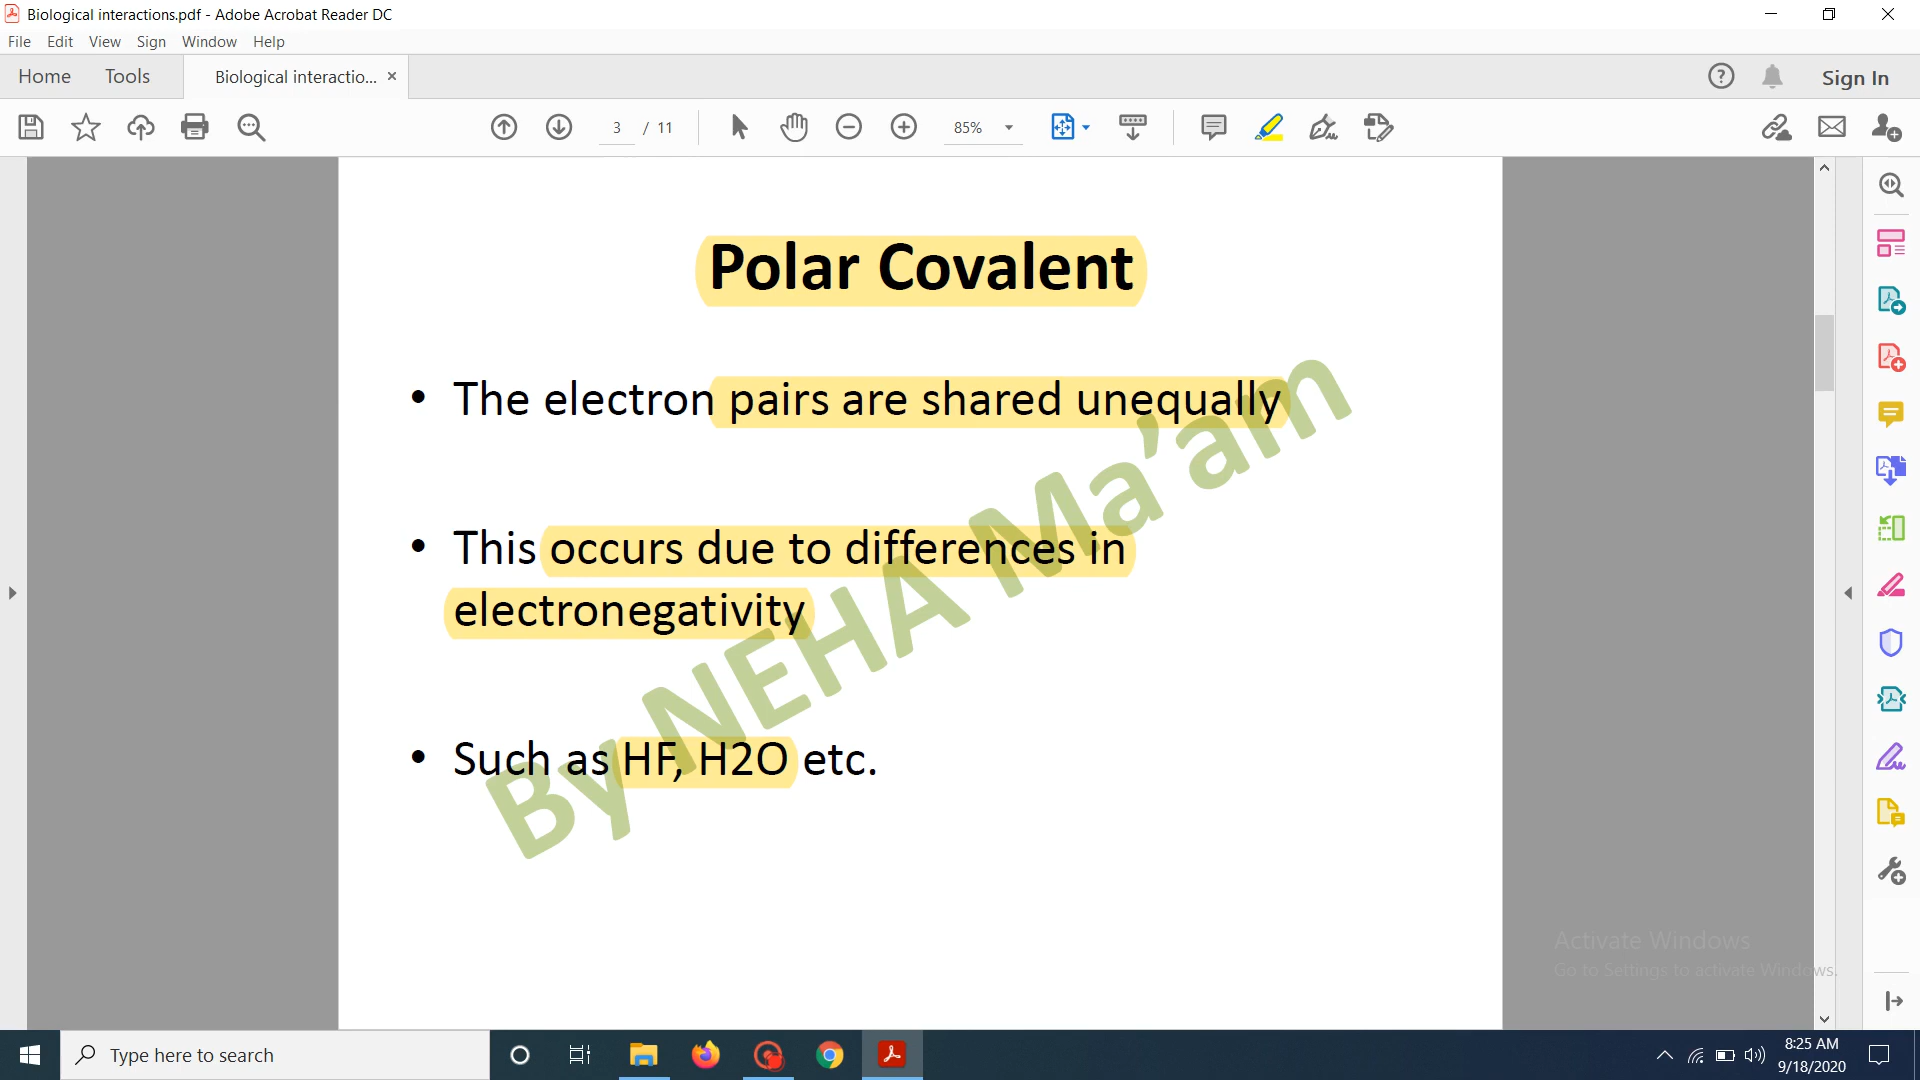 Biological interactions.pdf - Adobe Acrobat Reader DC
File Edit View Sign Window Help
Home Tools Biological interactio... × Sign In
3 / 11 85%
Polar Covalent
• The electron pairs are shared unequally
• This occurs due to differences in
electronegativity
• Such as HF, H2O etc.
By NEHA Ma’am
Activate Windows
Go to Settings to activate Windows.
Type here to search
8:25 AM
9/18/2020